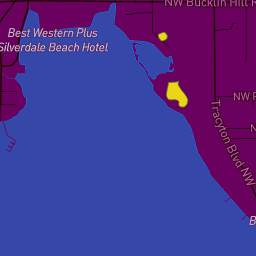 NW Bucklin Hill R
Best Western Plus
Silverdale Beach Hotel
NW R
Tracyton Blvd NW
B